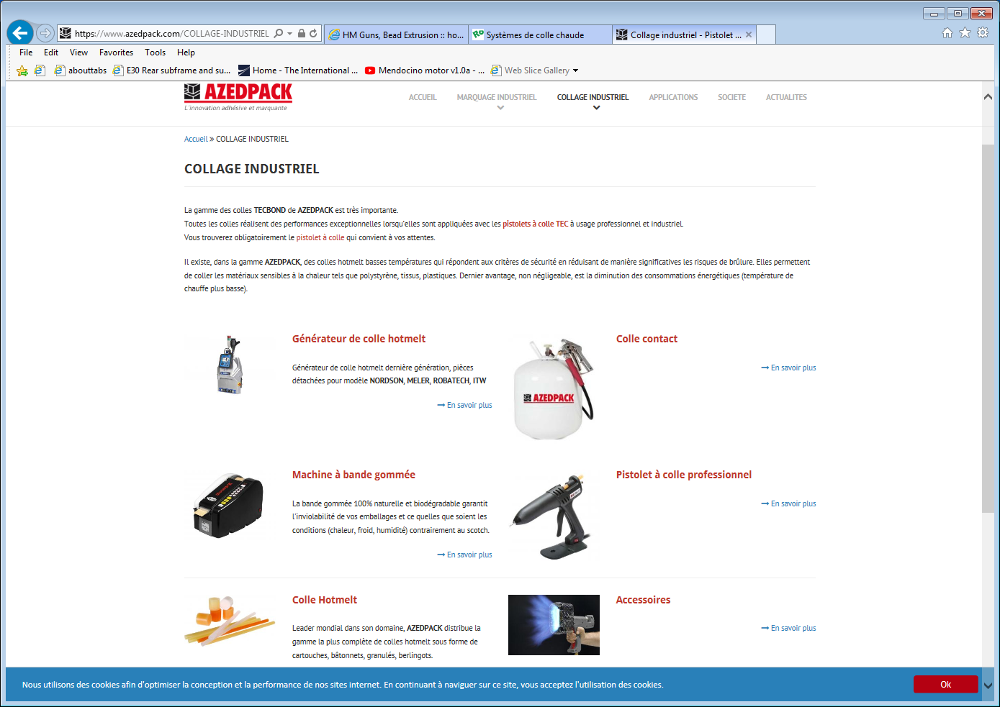 https://www.azedpack.com/COLLAGE-INDUSTRIEL
HM Guns, Bead Extrusion :: ho...
Systèmes de colle chaude
Collage industriel - Pistolet ...
File Edit View Favorites Tools Help
abouttabs
E30 Rear subframe and su...
Home - The International ...
Mendocino motor v1.0a - ...
Web Slice Gallery
AZEDPACK
L'innovation adhésive et marquante
ACCUEIL MARQUAGE INDUSTRIEL COLLAGE INDUSTRIEL APPLICATIONS SOCIETE ACTUALITES
Accueil » COLLAGE INDUSTRIEL
COLLAGE INDUSTRIEL
La gamme des colles TECBOND de AZEDPACK est très importante.
Toutes les colles réalisent des performances exceptionnelles lorsqu'elles sont appliquées avec les pistolets à colle TEC à usage professionnel et industriel.
Vous trouverez obligatoirement le pistolet à colle qui convient à vos attentes.
Il existe, dans la gamme AZEDPACK, des colles hotmelt basses températures qui répondent aux critères de sécurité en réduisant de manière significatives les risques de brûlure. Elles permettent
de coller les matériaux sensibles à la chaleur tels que polystyrène, tissus, plastiques. Dernier avantage, non négligeable, est la diminution des consommations énergétiques (température de
chauffe plus basse).
Générateur de colle hotmelt
Générateur de colle hotmelt dernière génération, pièces
détachées pour modèle NORDSON, MELER, ROBATECH, ITW
En savoir plus
AZEDPACK
Colle contact
En savoir plus
Machine à bande gommée
La bande gommée 100% naturelle et biodégradable garantit
l'inviolabilité de vos emballages et ce quelles que soient les
conditions (chaleur, froid, humidité) contrairement au scotch.
En savoir plus
Pistolet à colle professionnel
En savoir plus
Colle Hotmelt
Leader mondial dans son domaine, AZEDPACK distribue la
gamme la plus complète de colles hotmelt sous forme de
cartouches, bâtonnets, granulés, berlingots.
Accessoires
En savoir plus
Nous utilisons des cookies afin d'optimiser la conception et la performance de nos sites internet. En continuant à naviguer sur ce site, vous acceptez l'utilisation des cookies.
Ok